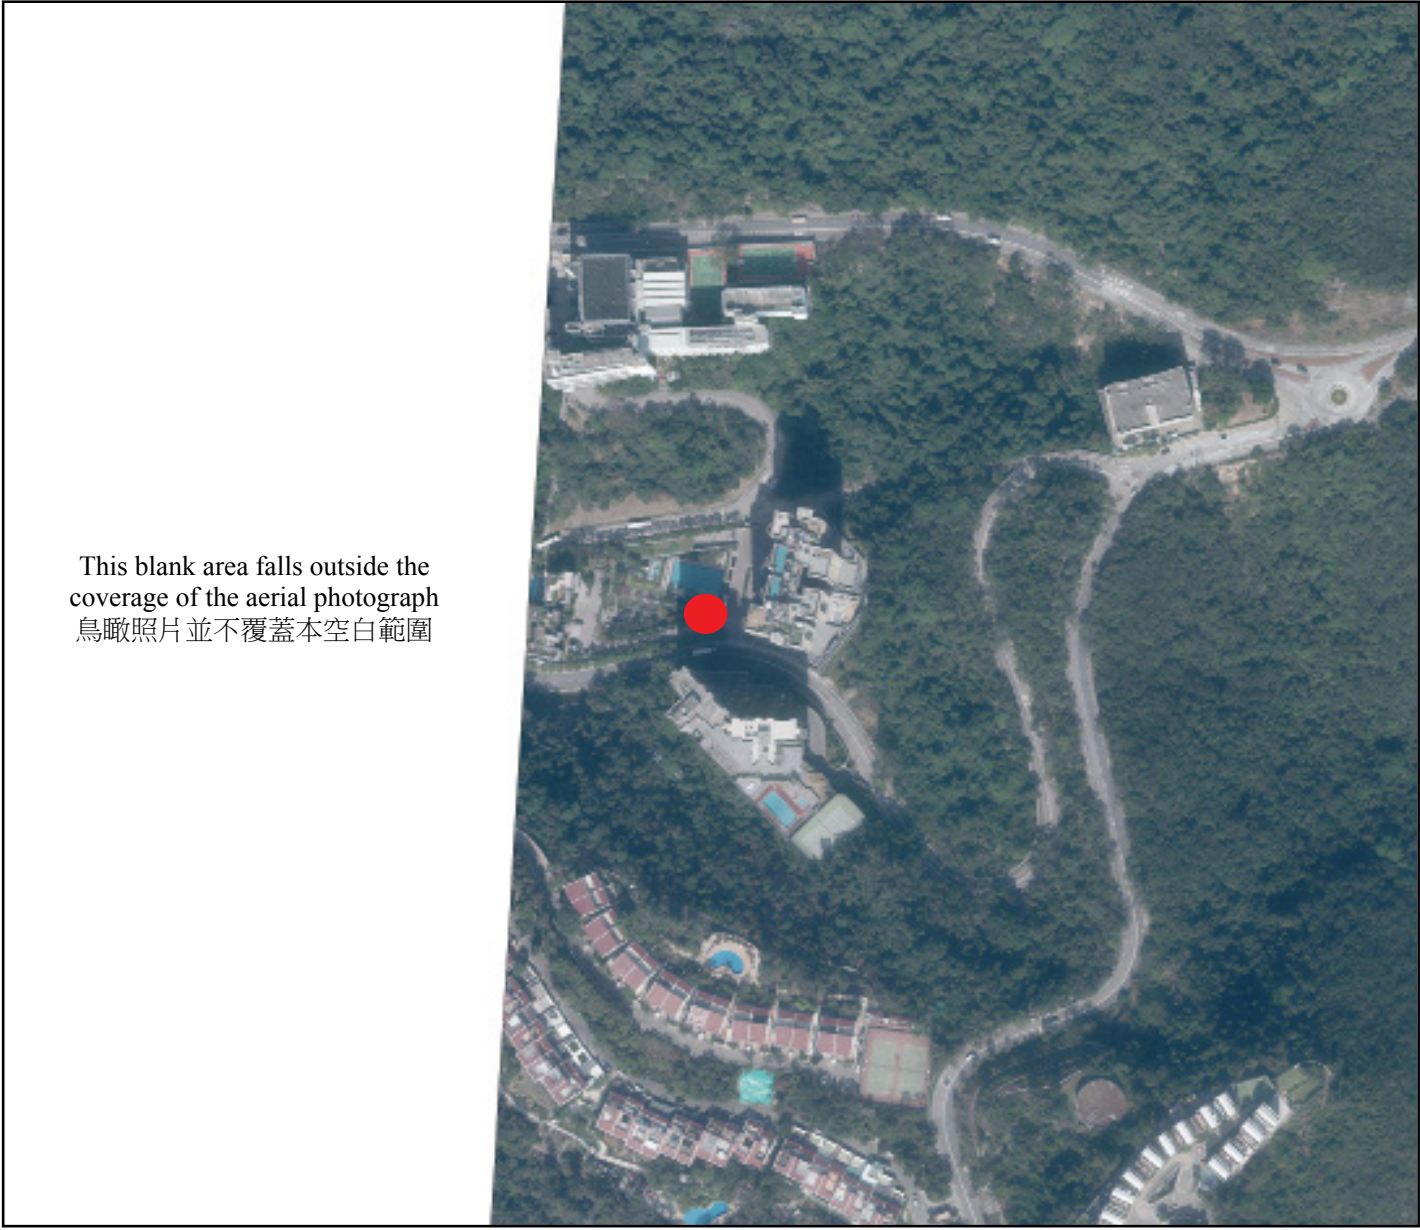 This blank area falls outside the
coverage of the aerial photograph
鳥瞰照片並不覆蓋本空白範圍